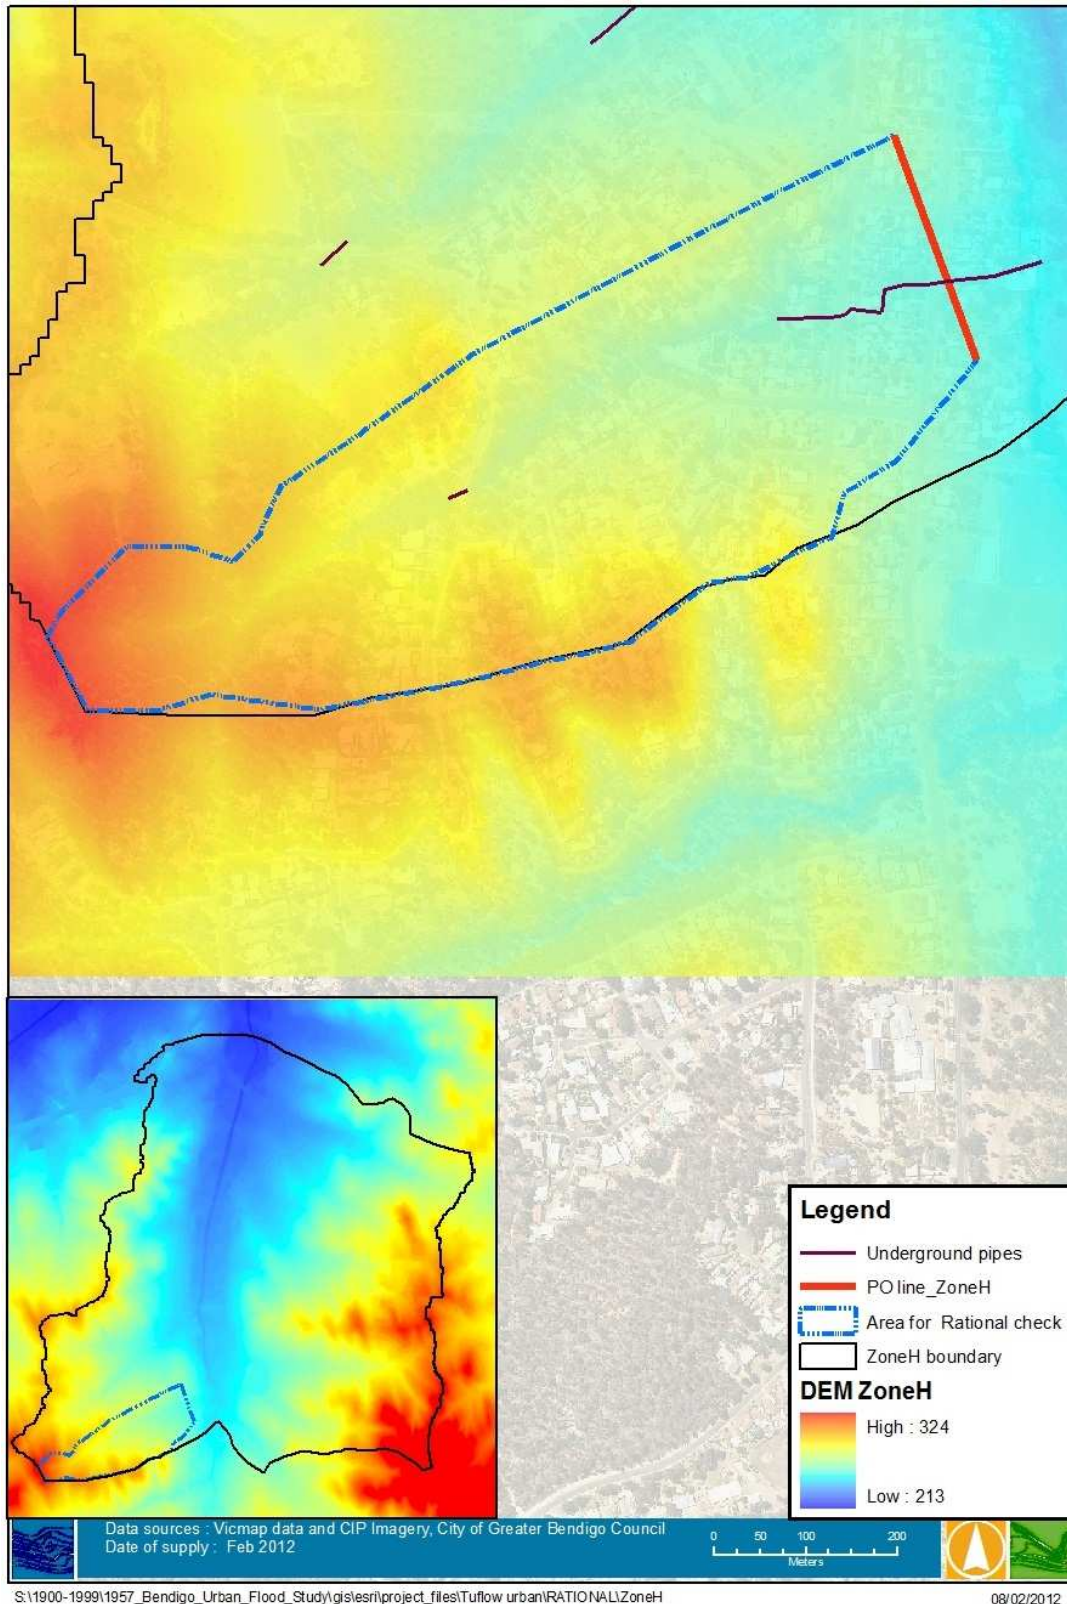 Legend
Underground pipes
PO line_ZoneH
Area for Rational check
ZoneH boundary
DEM ZoneH
High : 324
Low : 213
Data sources : Vicmap data and CIP Imagery, City of Greater Bendigo Council
Date of supply : Feb 2012
0 50 100 200
Meters
S:\1900-1999\1957_Bendigo_Urban_Flood_Study\gis\esri\project_files\Tuflow urban\RATIONAL\ZoneH
08/02/2012